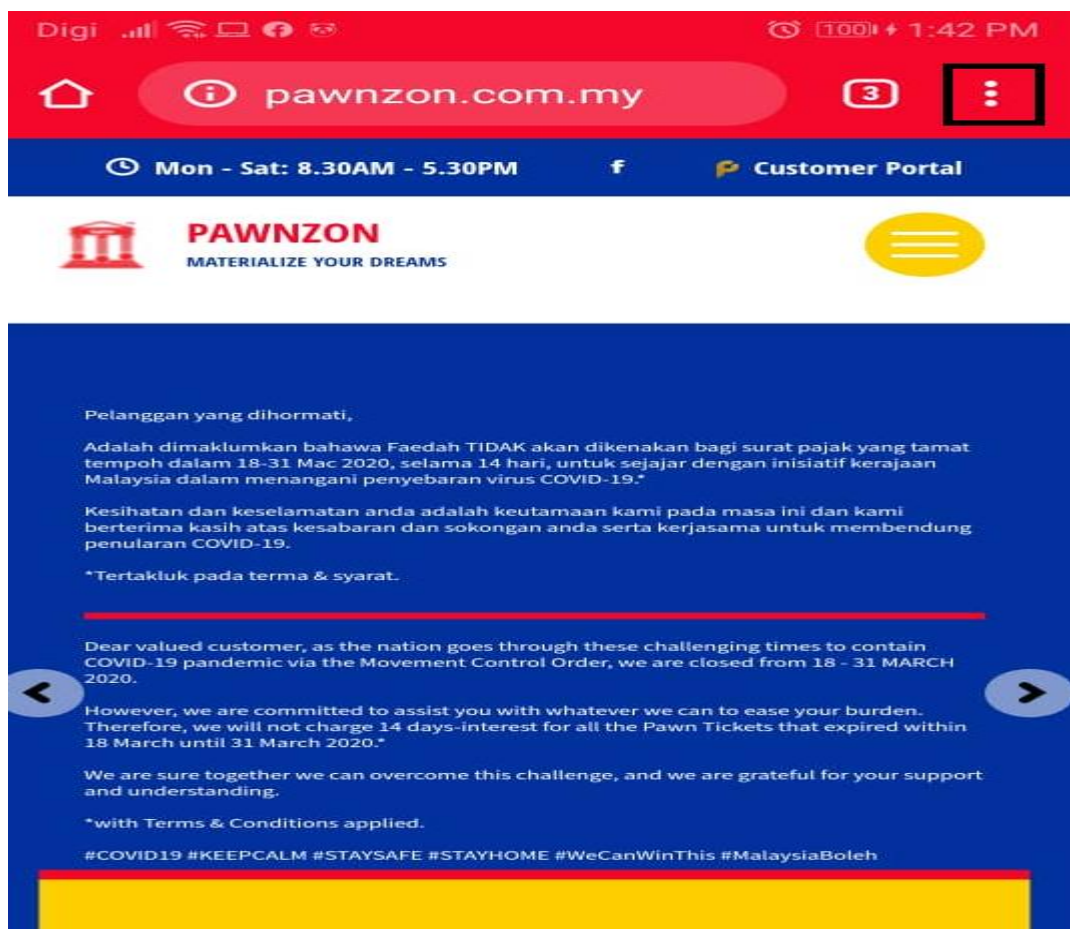 Digi 100 1:42 PM
pawnzon.com.my 3
Mon - Sat: 8.30AM - 5.30PM f Customer Portal
PAWNZON
MATERIALIZE YOUR DREAMS
Pelanggan yang dihormati,
Adalah dimaklumkan bahawa Faedah TIDAK akan dikenakan bagi surat pajak yang tamat
tempoh dalam 18-31 Mac 2020, selama 14 hari, untuk sejajar dengan inisiatif kerajaan
Malaysia dalam menangani penyebaran virus COVID-19.*
Kesihatan dan keselamatan anda adalah keutamaan kami pada masa ini dan kami
berterima kasih atas kesabaran dan sokongan anda serta kerjasama untuk membendung
penularan COVID-19.
*Tertakluk pada terma & syarat.
Dear valued customer, as the nation goes through these challenging times to contain
COVID-19 pandemic via the Movement Control Order, we are closed from 18 - 31 MARCH
2020.
However, we are committed to assist you with whatever we can to ease your burden.
Therefore, we will not charge 14 days-interest for all the Pawn Tickets that expired within
18 March until 31 March 2020.*
We are sure together we can overcome this challenge, and we are grateful for your support
and understanding.
*with Terms & Conditions applied.
#COVID19 #KEEPCALM #STAYSAFE #STAYHOME #WeCanWinThis #MalaysiaBoleh